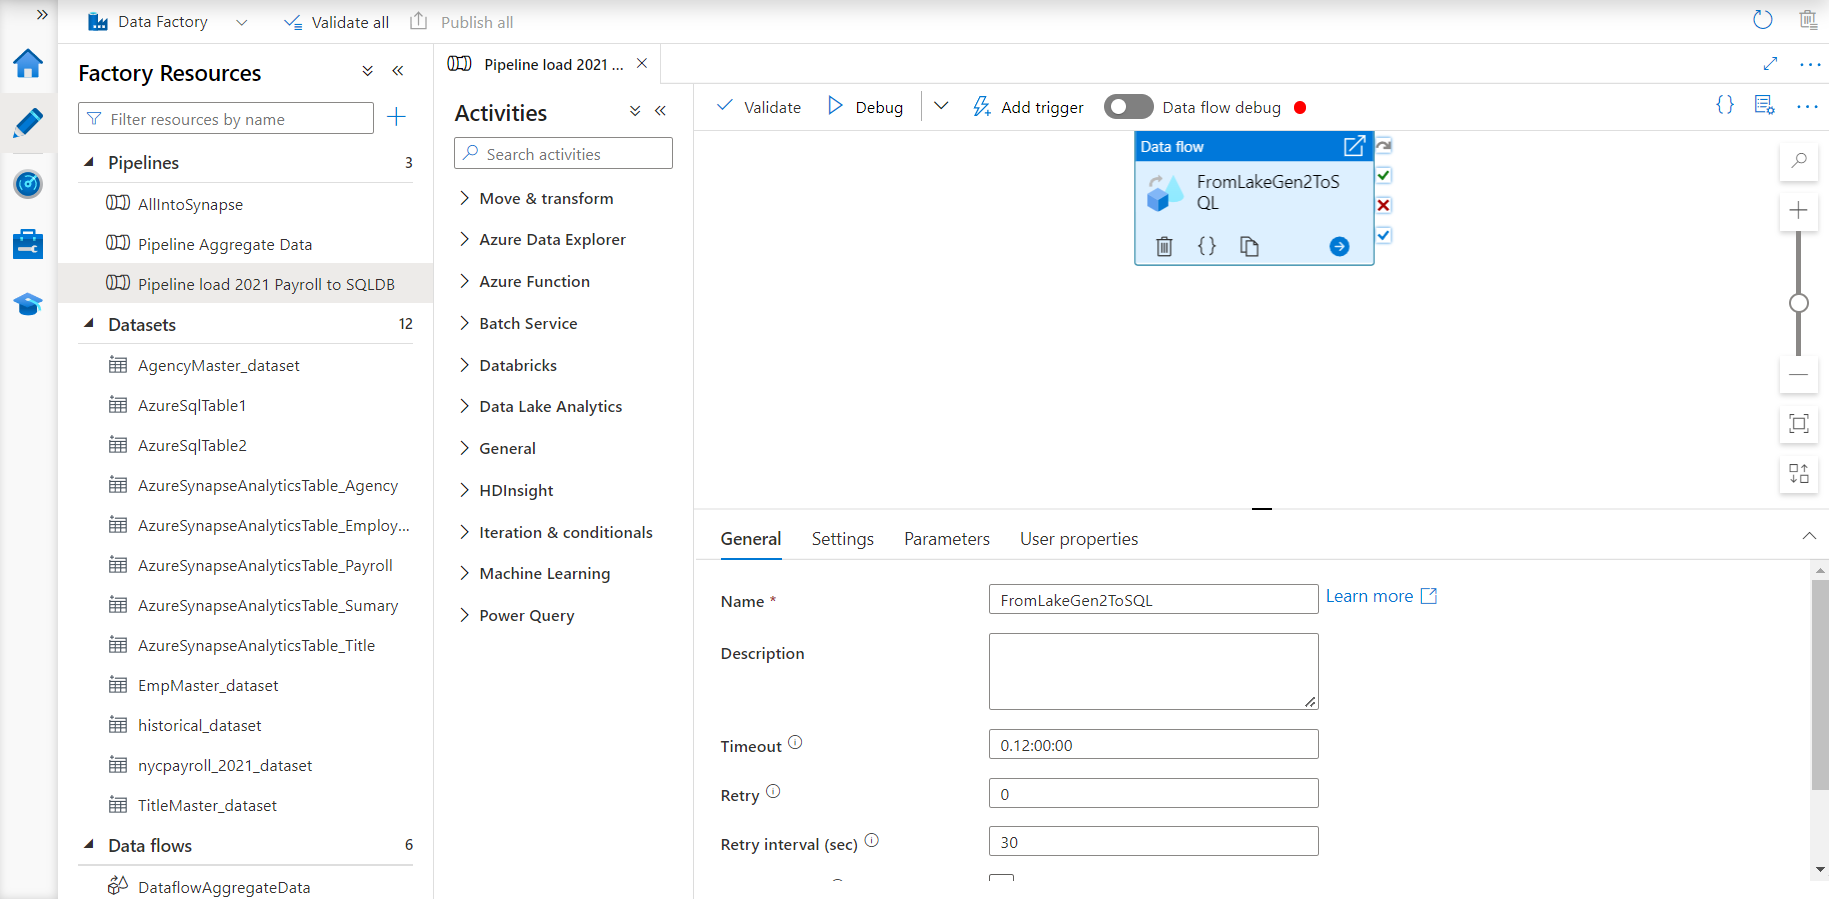 Data Factory
Validate all
Publish all
Factory Resources
Filter resources by name
Pipelines 3
AllIntoSynapse
Pipeline Aggregate Data
Pipeline load 2021 Payroll to SQLDB
Datasets 12
AgencyMaster_dataset
AzureSqlTable1
AzureSqlTable2
AzureSynapseAnalyticsTable_Agency
AzureSynapseAnalyticsTable_Employ...
AzureSynapseAnalyticsTable_Payroll
AzureSynapseAnalyticsTable_Sumary
AzureSynapseAnalyticsTable_Title
EmpMaster_dataset
historical_dataset
nycpayroll_2021_dataset
TitleMaster_dataset
Data flows 6
DataflowAggregateData
Pipeline load 2021 ...
Activities
Search activities
Move & transform
Azure Data Explorer
Azure Function
Batch Service
Databricks
Data Lake Analytics
General
HDInsight
Iteration & conditionals
Machine Learning
Power Query
Validate
Debug
Add trigger
Data flow debug
Data flow
FromLakeGen2ToS
QL
General
Settings
Parameters
User properties
Name *
FromLakeGen2ToSQL
Learn more
Description
Timeout
0.12:00:00
Retry
0
Retry interval (sec)
30